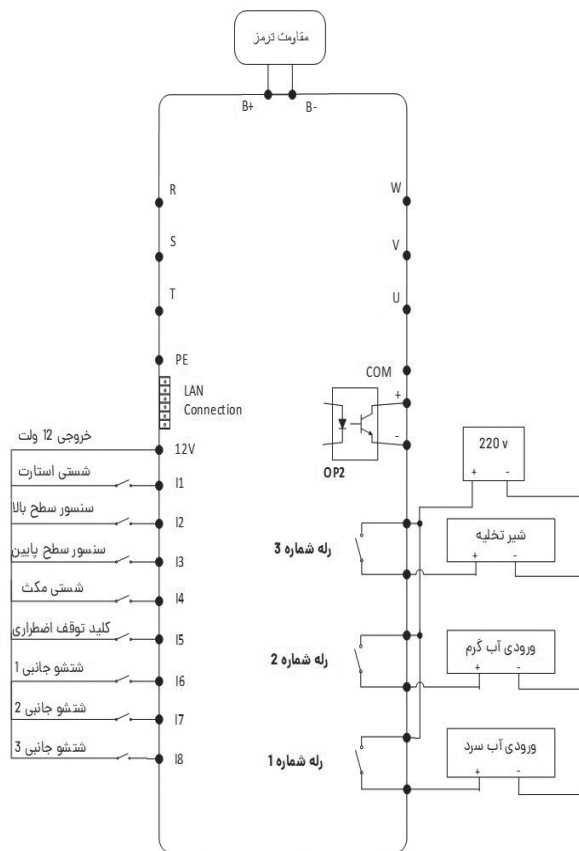 مقاومت ترمز
B+
B-
R
S
T
PE
LAN
Connection
خروجی 12 ولت
12V
شستی استارت
I1
سنسور سطح بالا
I2
سنسور سطح پایین
I3
شستی مکث
I4
کلید توقف اضطراری
I5
شتشو جانبی 1
I6
شتشو جانبی 2
I7
شتشو جانبی 3
I8
W
V
U
COM
+
-
OP2
220 v
+ -
رله شماره 3
شیر تخلیه
+ -
رله شماره 2
ورودی آب گرم
+ -
رله شماره 1
ورودی آب سرد
+ -